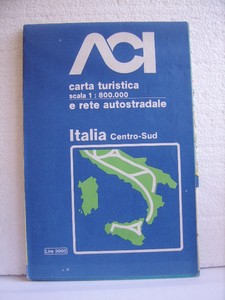 ACI
carta turistica
scala 1 : 800.000
e rete autostradale
Italia Centro-Sud
Lire 3000